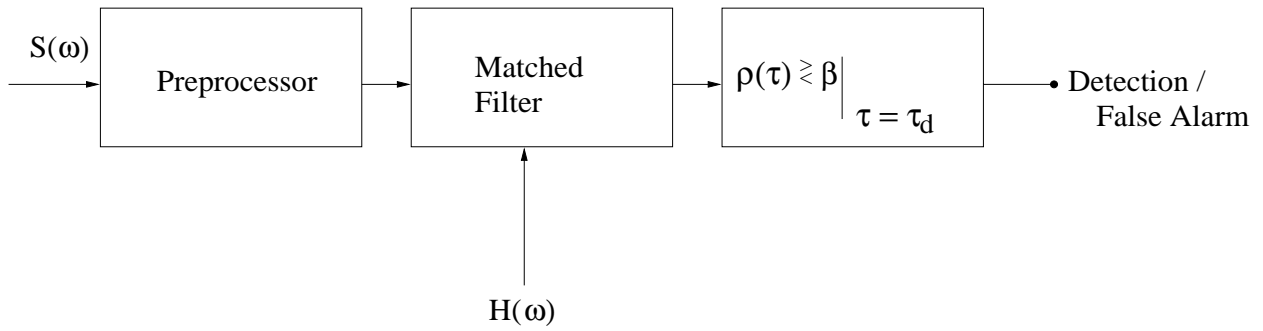 S(ω)
Preprocessor
Matched
Filter
ρ(τ) ≷ β|
τ = τd
Detection /
False Alarm
H(ω)